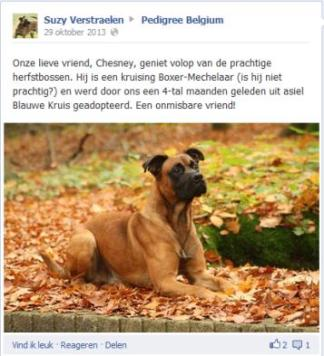 Suzy Verstraelen ▸ Pedigree Belgium
29 oktober 2013
Onze lieve vriend, Chesney, geniet volop van de prachtige
herfstbossen. Hij is een kruising Boxer-Mechelaar (is hij niet
prachtig?) en werd door ons een 4-tal maanden geleden uit asiel
Blauwe Kruis geadopteerd. Een onmisbare vriend!
Vind ik leuk · Reageren · Delen 2 1